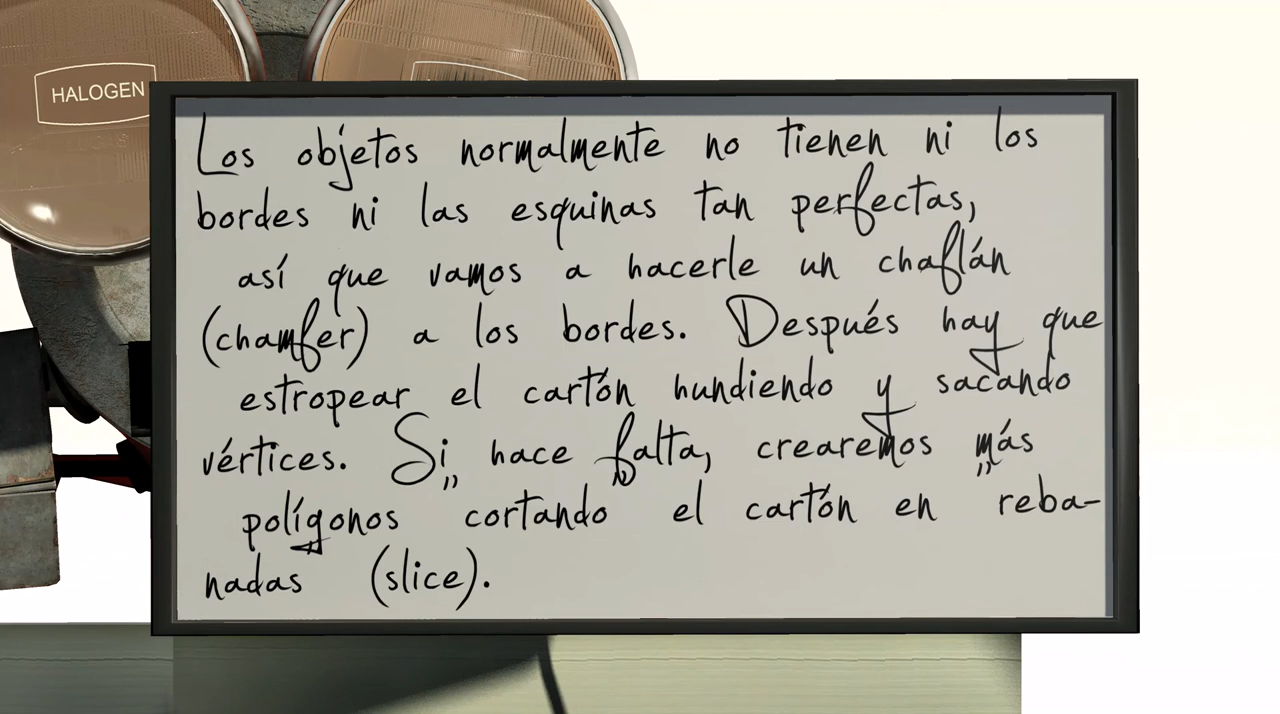 HALOGEN
Los objetos normalmente no tienen ni los
bordes ni las esquinas tan perfectas,
así que vamos a hacerle un chaflán
(chamfer) a los bordes. Después hay que
estropear el cartón hundiendo y sacando
vértices. Si hace falta, crearemos más
polígonos cortando el cartón en reba-
nadas (slice).